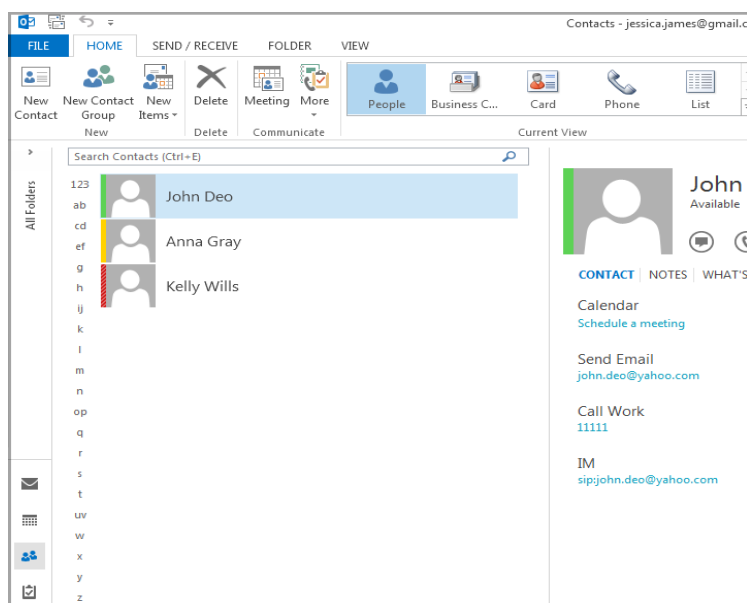 Contacts - jessica.james@gmail.c
FILE HOME SEND / RECEIVE FOLDER VIEW
New Contact
New Contact Group
New Items
Delete
Meeting
More
People
Business C...
Card
Phone
List
New Delete Communicate Current View
All Folders
Search Contacts (Ctrl+E)
123
ab
cd
ef
g
h
ij
k
l
m
n
op
q
r
s
t
uv
w
x
y
z
John Deo
Anna Gray
Kelly Wills
John
Available
CONTACT NOTES WHAT'S
Calendar
Schedule a meeting
Send Email
john.deo@yahoo.com
Call Work
11111
IM
sip:john.deo@yahoo.com